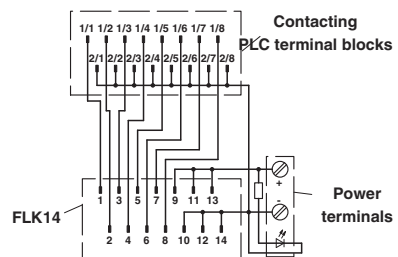 Contacting
PLC terminal blocks
1/1 1/2 1/3 1/4 1/5 1/6 1/7 1/8
2/1 2/2 2/3 2/4 2/5 2/6 2/7 2/8
1 3 5 7 9 11 13
+
-
Power
terminals
FLK14
2 4 6 8 10 12 14